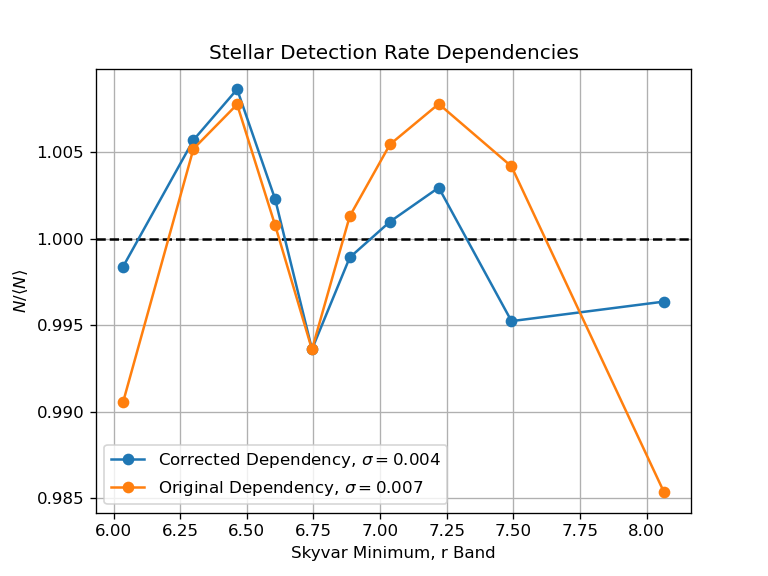 Stellar Detection Rate Dependencies
1.005
1.000
0.995
0.990
0.985
N/⟨N⟩
Corrected Dependency, σ = 0.004
Original Dependency, σ = 0.007
6.00 6.25 6.50 6.75 7.00 7.25 7.50 7.75 8.00
Skyvar Minimum, r Band